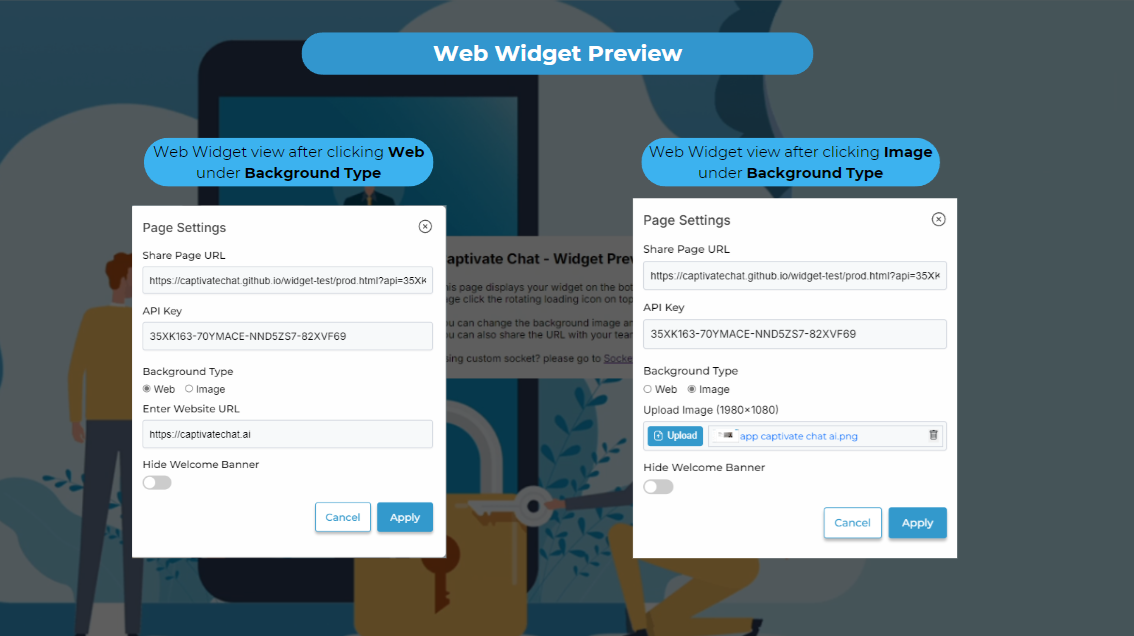 Web Widget Preview
Web Widget view after clicking Web
under Background Type
Web Widget view after clicking Image
under Background Type
Page Settings
Share Page URL
https://captivatechat.github.io/widget-test/prod.html?api=35XK
API Key
35XK163-70YMACE-NND5ZS7-82XVF69
Background Type
Web Image
Enter Website URL
https://captivatechat.ai
Hide Welcome Banner
Cancel Apply
aptivate Chat - Widget Prev
is page displays your widget on the bot
ge click the rotating loading icon on top
u can change the background image an
u can also share the URL with your team
ing custom socket? please go to Socke
Page Settings
Share Page URL
https://captivatechat.github.io/widget-test/prod.html?api=35XK
API Key
35XK163-70YMACE-NND5ZS7-82XVF69
Background Type
Web Image
Upload Image (1980×1080)
Upload app captivate chat ai.png
Hide Welcome Banner
Cancel Apply